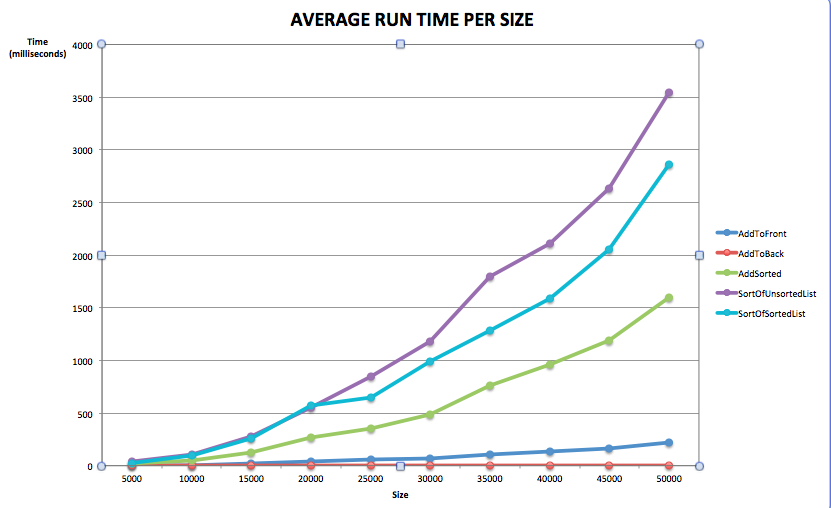 AVERAGE RUN TIME PER SIZE
Time
(milliseconds)
4000
3500
3000
2500
2000
1500
1000
500
0
5000 10000 15000 20000 25000 30000 35000 40000 45000 50000
Size
AddToFront
AddToBack
AddSorted
SortOfUnsortedList
SortOfSortedList